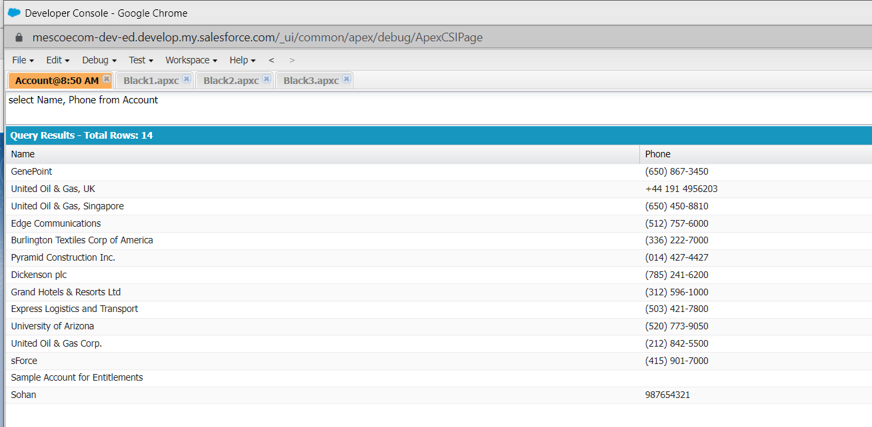 Developer Console - Google Chrome
mescoecom-dev-ed.develop.my.salesforce.com/_ui/common/apex/debug/ApexCSIPage
File Edit Debug Test Workspace Help < >
Account@8:50 AM Black1.apxc Black2.apxc Black3.apxc
select Name, Phone from Account
Query Results - Total Rows: 14
Name Phone
GenePoint (650) 867-3450
United Oil & Gas, UK +44 191 4956203
United Oil & Gas, Singapore (650) 450-8810
Edge Communications (512) 757-6000
Burlington Textiles Corp of America (336) 222-7000
Pyramid Construction Inc. (014) 427-4427
Dickenson plc (785) 241-6200
Grand Hotels & Resorts Ltd (312) 596-1000
Express Logistics and Transport (503) 421-7800
University of Arizona (520) 773-9050
United Oil & Gas Corp. (212) 842-5500
sForce (415) 901-7000
Sample Account for Entitlements
Sohan 987654321